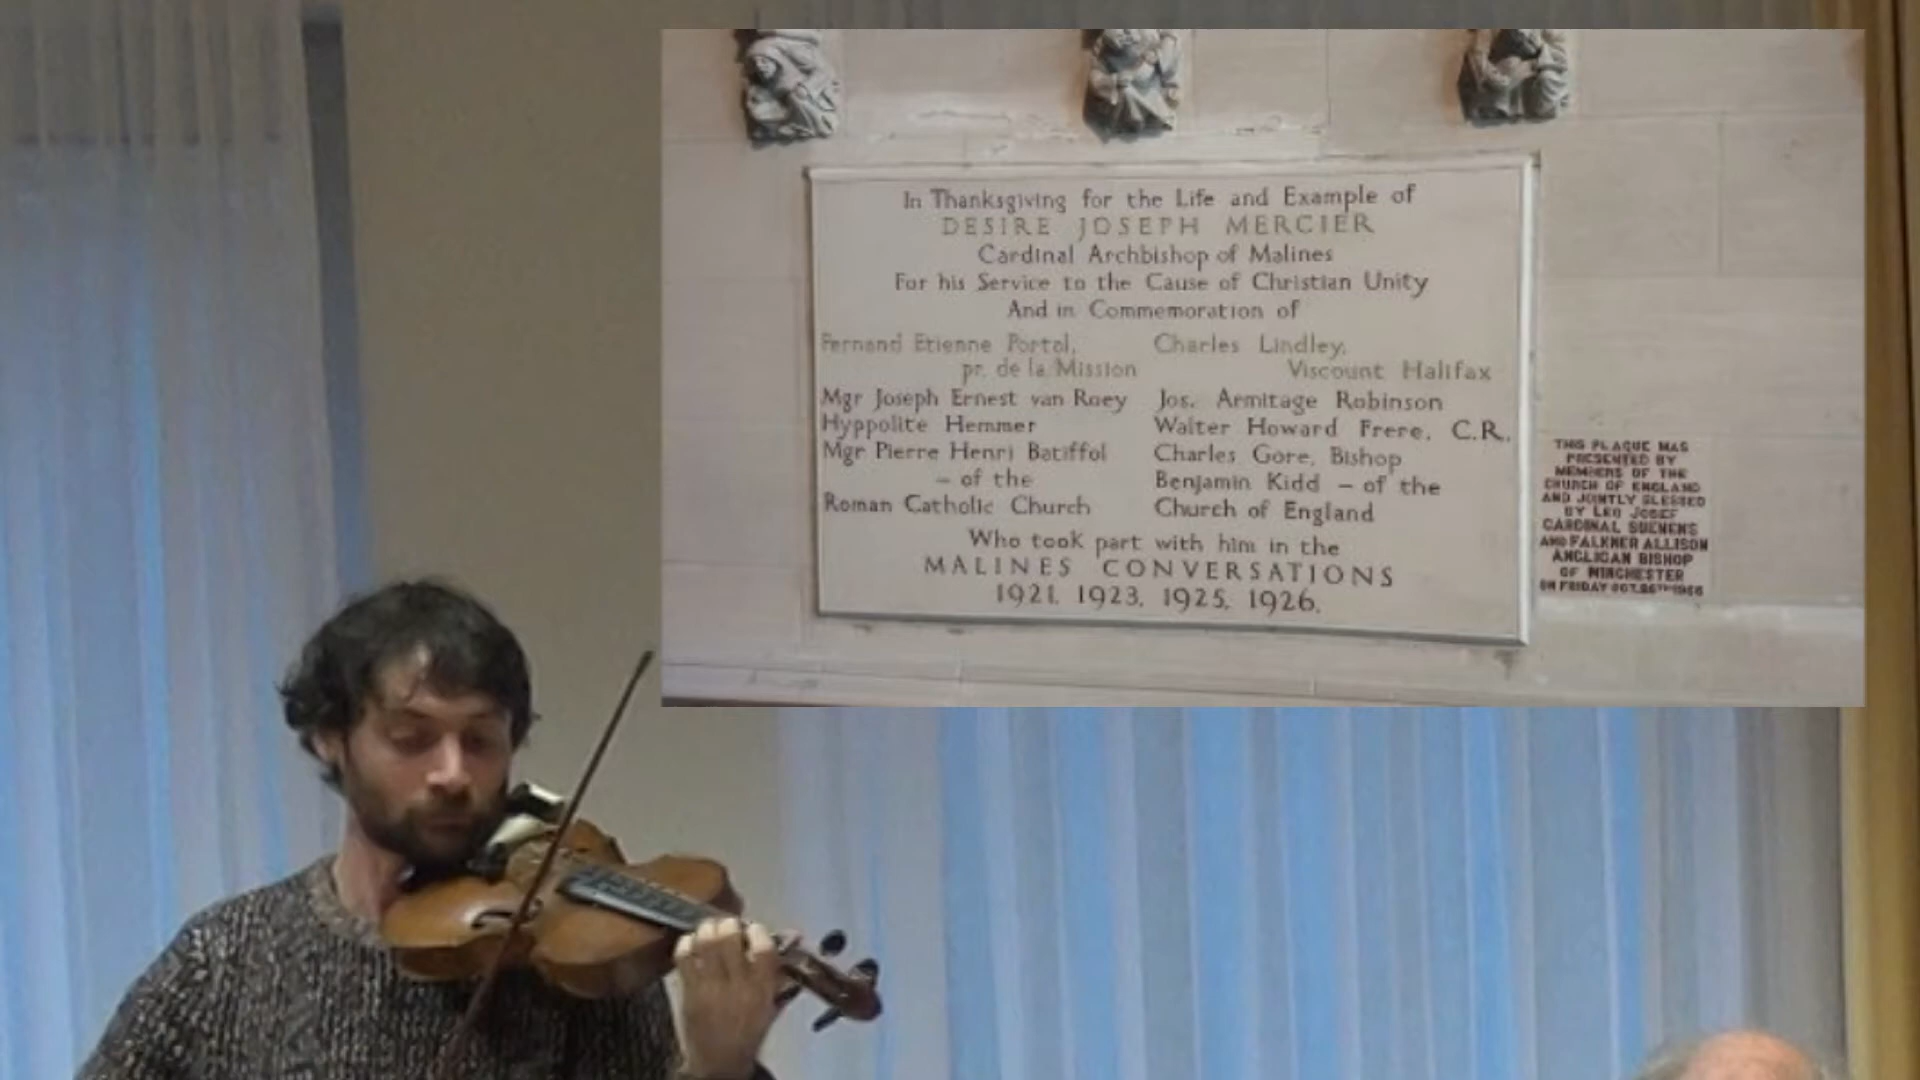 In Thanksgiving for the Life and Example of
DESIRE JOSEPH MERCIER
Cardinal Archbishop of Malines
For his Service to the Cause of Christian Unity
And in Commemoration of
Fernand Etienne Portal,
pr. de la Mission
Mgr Joseph Ernest van Roey
Hyppolite Hemmer
Mgr Pierre Henri Batiffol
– of the
Roman Catholic Church
Charles Lindley,
Viscount Halifax
Jos. Armitage Robinson
Walter Howard Frere, C.R.
Charles Gore, Bishop
Benjamin Kidd – of the
Church of England
Who took part with him in the
MALINES CONVERSATIONS
1921, 1923, 1925, 1926.
THIS PLAQUE WAS
PRESENTED BY
MEMBERS OF THE
CHURCH OF ENGLAND
AND JOINTLY BLESSED
BY LEO JOSEF
CARDINAL SUENENS
AND FALKNER ALLISON
ANGLICAN BISHOP
OF WINCHESTER
ON FRIDAY OCT.